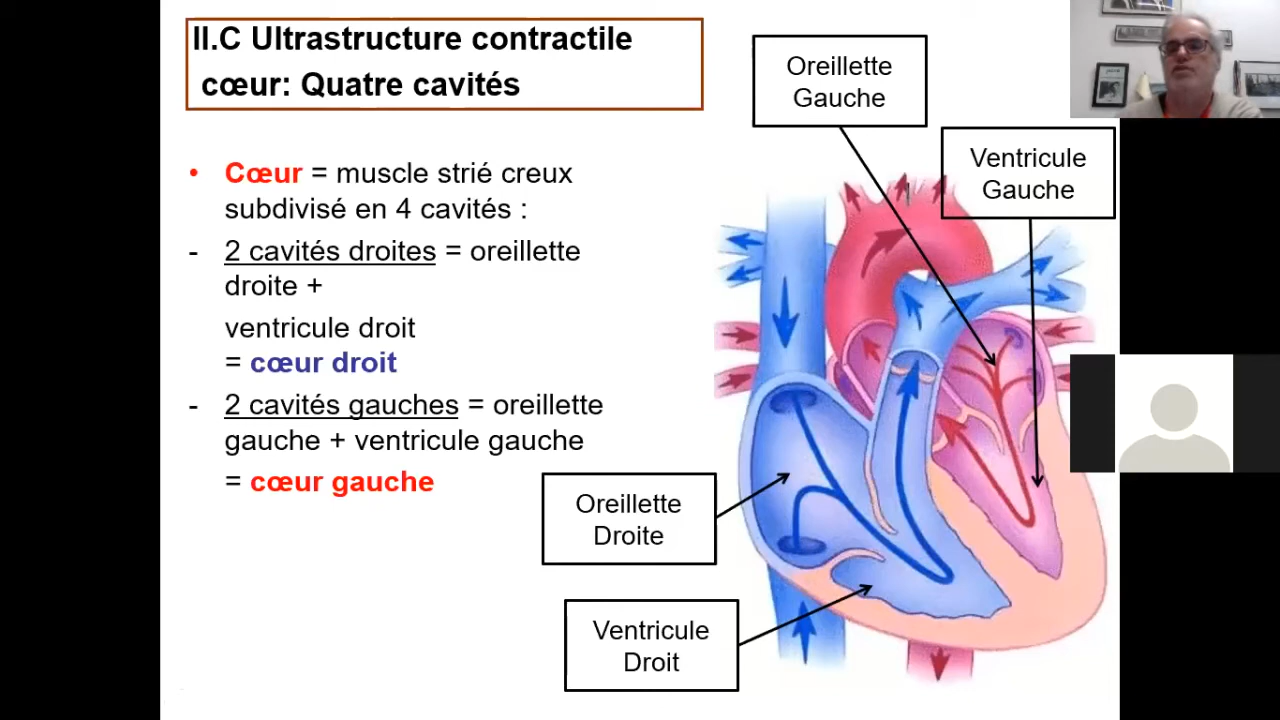 II.C Ultrastructure contractile
cœur: Quatre cavités
• Cœur = muscle strié creux
subdivisé en 4 cavités :
- 2 cavités droites = oreillette
droite +
ventricule droit
= cœur droit
- 2 cavités gauches = oreillette
gauche + ventricule gauche
= cœur gauche
Oreillette
Gauche
Ventricule
Gauche
Oreillette
Droite
Ventricule
Droit